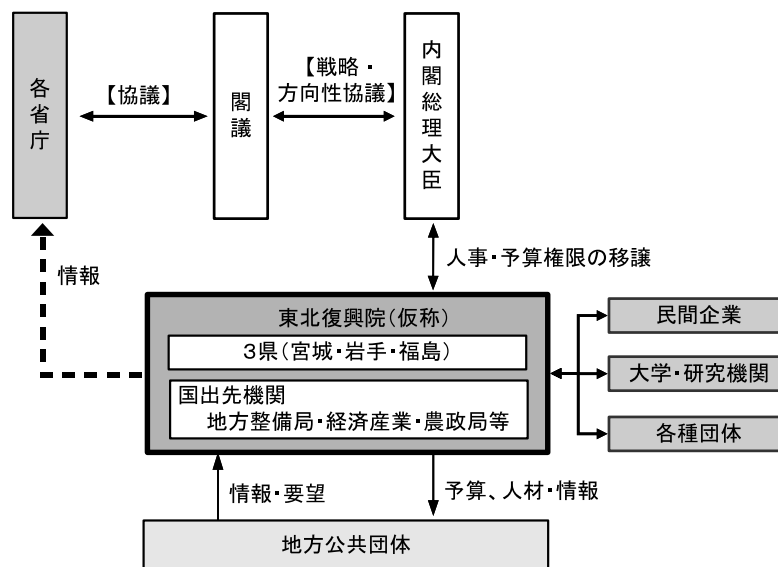 各省庁
【協議】
閣議
【戦略・
方向性協議】
内閣総理大臣
情報
人事・予算権限の移譲
東北復興院(仮称)
3県(宮城・岩手・福島)
国出先機関
地方整備局・経済産業・農政局等
民間企業
大学・研究機関
各種団体
情報・要望
予算、人材・情報
地方公共団体